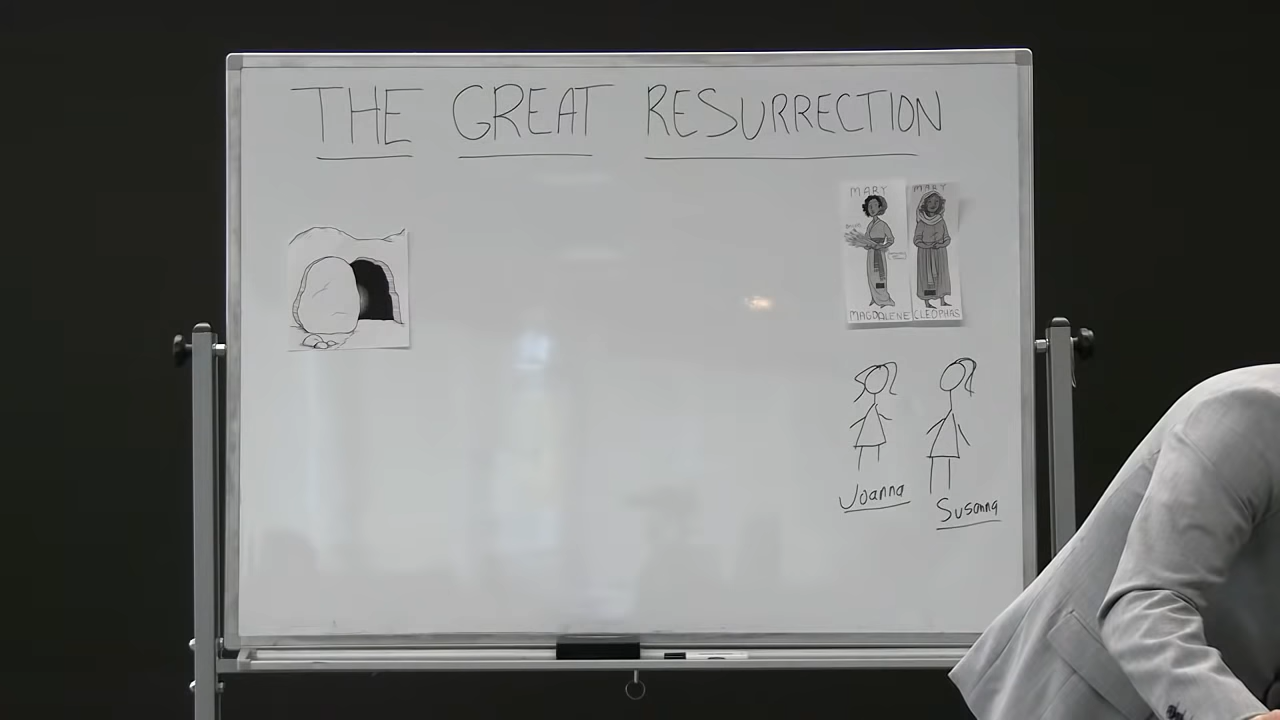 THE GREAT RESURRECTION
MARY MARY
MAGDALENE CLEOPHAS
Joanna
Susanna